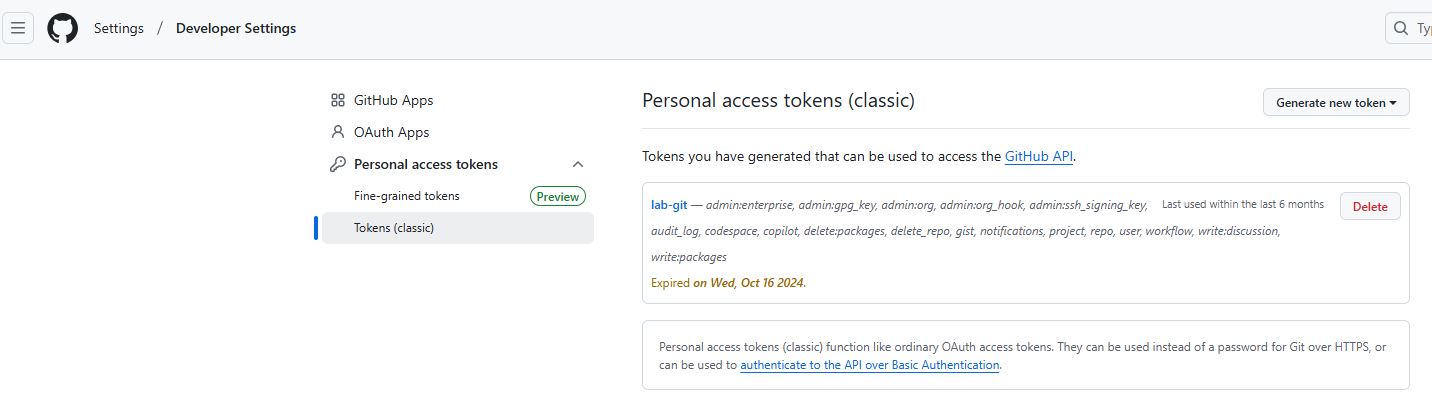 Settings / Developer Settings
GitHub Apps
OAuth Apps
Personal access tokens
Fine-grained tokens Preview
Tokens (classic)
Personal access tokens (classic)
Generate new token
Tokens you have generated that can be used to access the GitHub API.
lab-git — admin:enterprise, admin:gpg_key, admin:org, admin:org_hook, admin:ssh_signing_key, Last used within the last 6 months Delete
audit_log, codespace, copilot, delete:packages, delete_repo, gist, notifications, project, repo, user, workflow, write:discussion,
write:packages
Expired on Wed, Oct 16 2024.
Personal access tokens (classic) function like ordinary OAuth access tokens. They can be used instead of a password for Git over HTTPS, or
can be used to authenticate to the API over Basic Authentication.